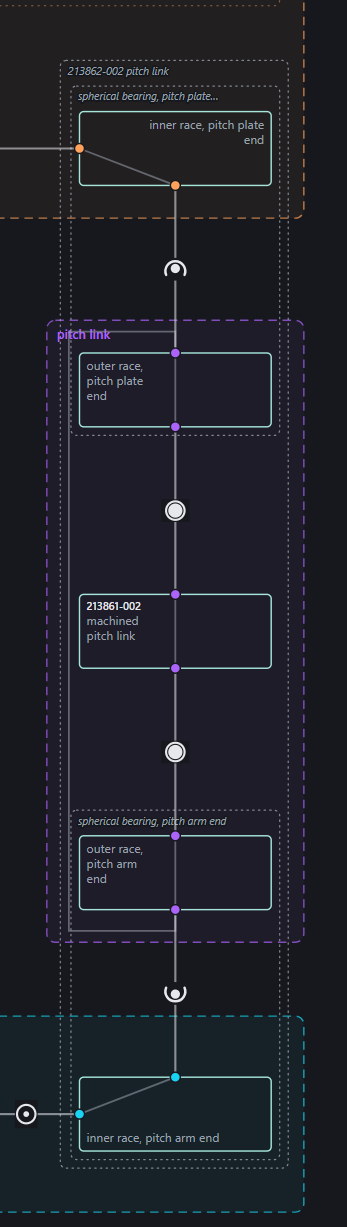 213862-002 pitch link
spherical bearing, pitch plate...
inner race, pitch plate
end
pitch link
outer race,
pitch plate
end
213861-002
machined
pitch link
spherical bearing, pitch arm end
outer race,
pitch arm
end
inner race, pitch arm end